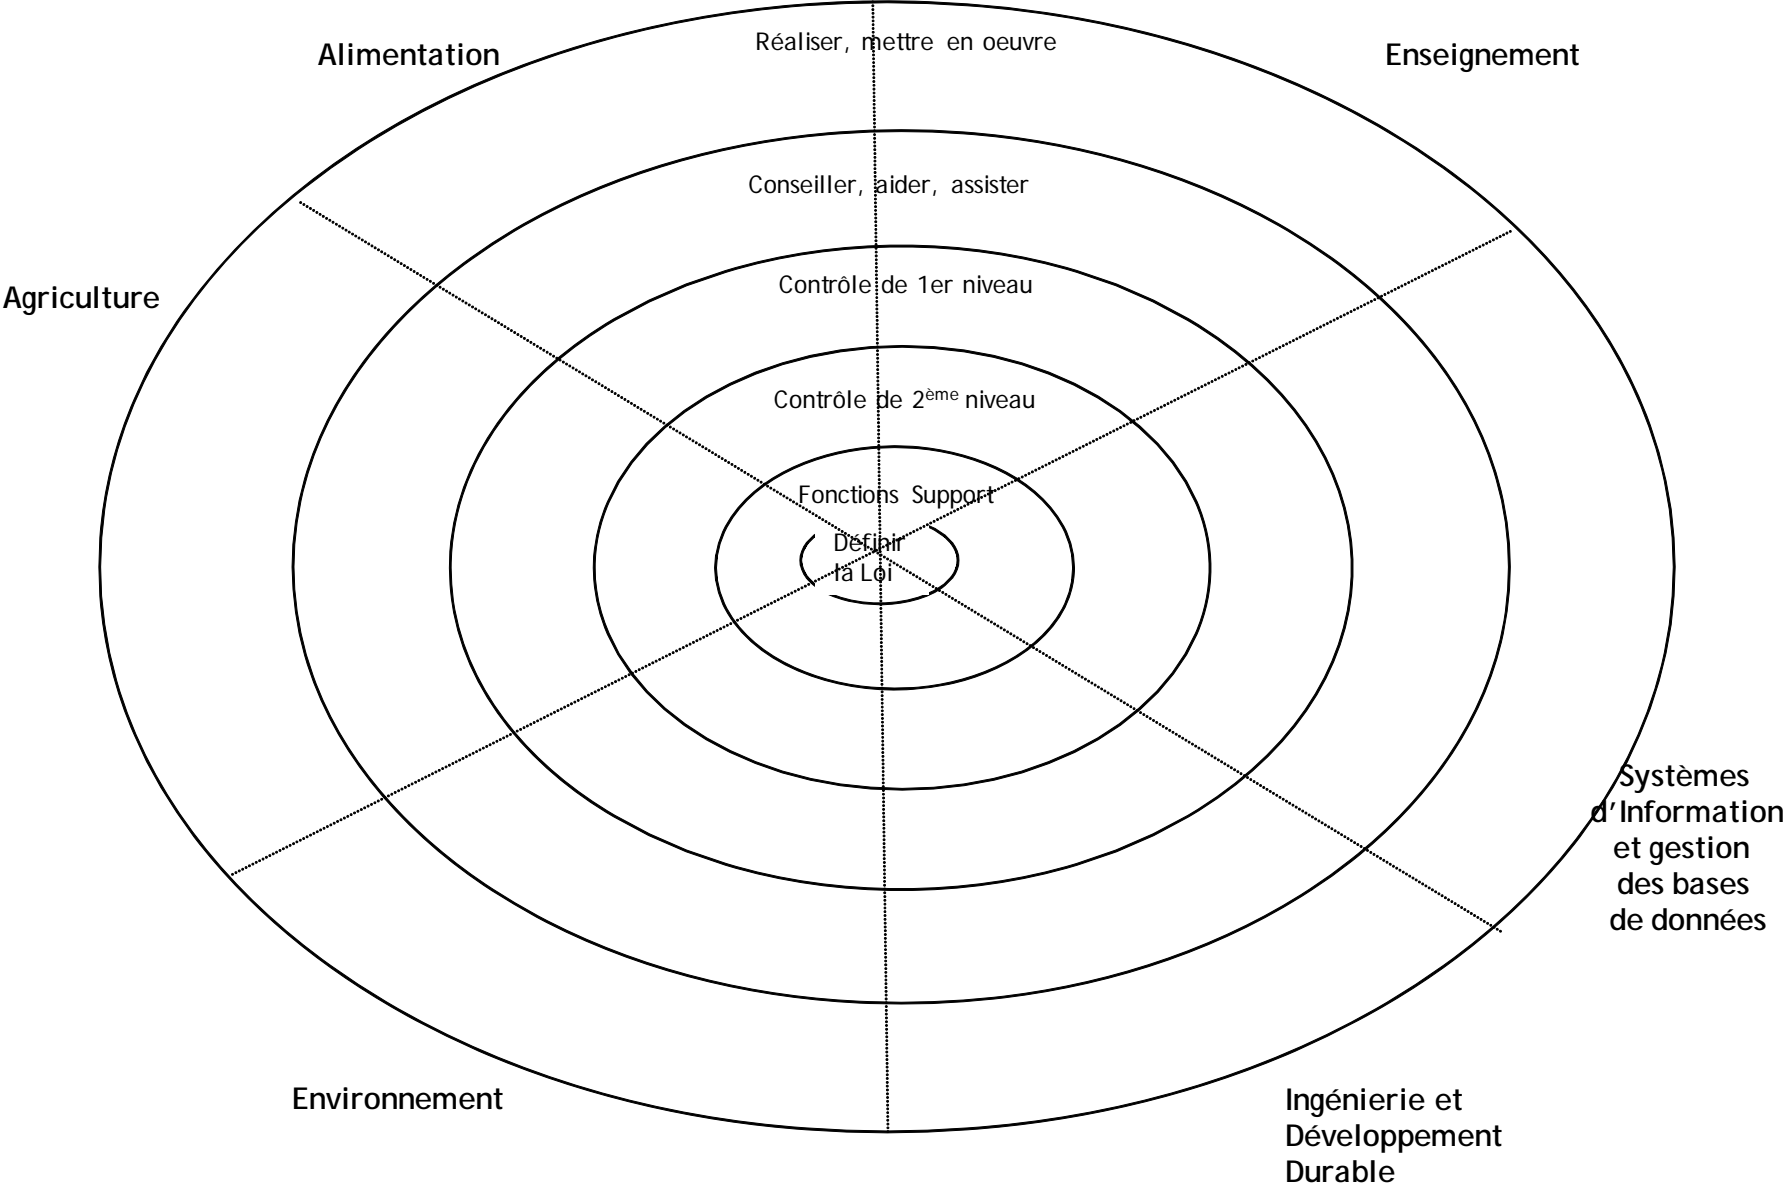 Réaliser, mettre en oeuvre
Alimentation
Enseignement
Conseiller, aider, assister
Contrôle de 1er niveau
Agriculture
Contrôle de 2ème niveau
Fonctions Support
Définir
la Loi
Systèmes
d'Information
et gestion
des bases
de données
Environnement
Ingénierie et
Développement
Durable